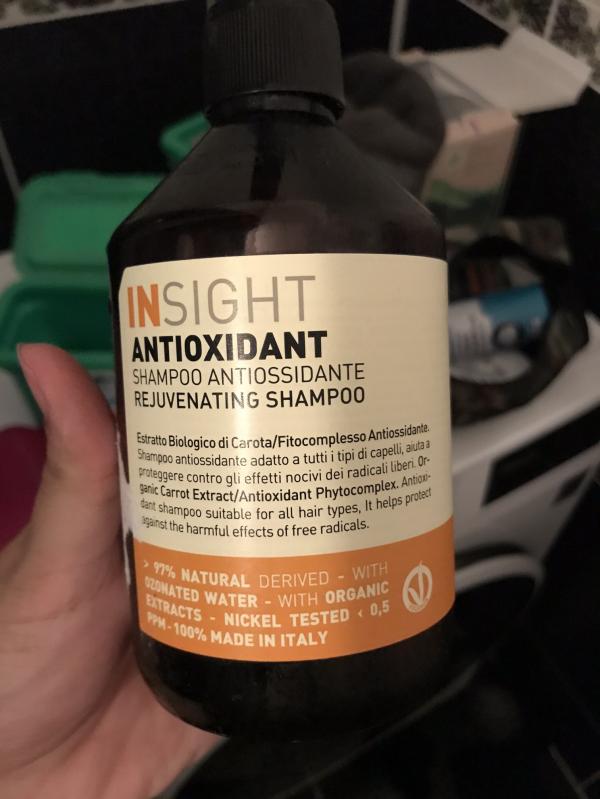 INSIGHT
ANTIOXIDANT
SHAMPOO ANTIOSSIDANTE
REJUVENATING SHAMPOO
Estratto Biologico di Carota/Fitocomplesso Antiossidante.
Shampoo antiossidante adatto a tutti i tipi di capelli, aiuta a
proteggere contro gli effetti nocivi dei radicali liberi. Or-
ganic Carrot Extract/Antioxidant Phytocomplex. Antioxi-
dant shampoo suitable for all hair types, It helps protect
against the harmful effects of free radicals.
> 97% NATURAL DERIVED - WITH
OZONATED WATER - WITH ORGANIC
EXTRACTS - NICKEL TESTED < 0,5
PPM - 100% MADE IN ITALY